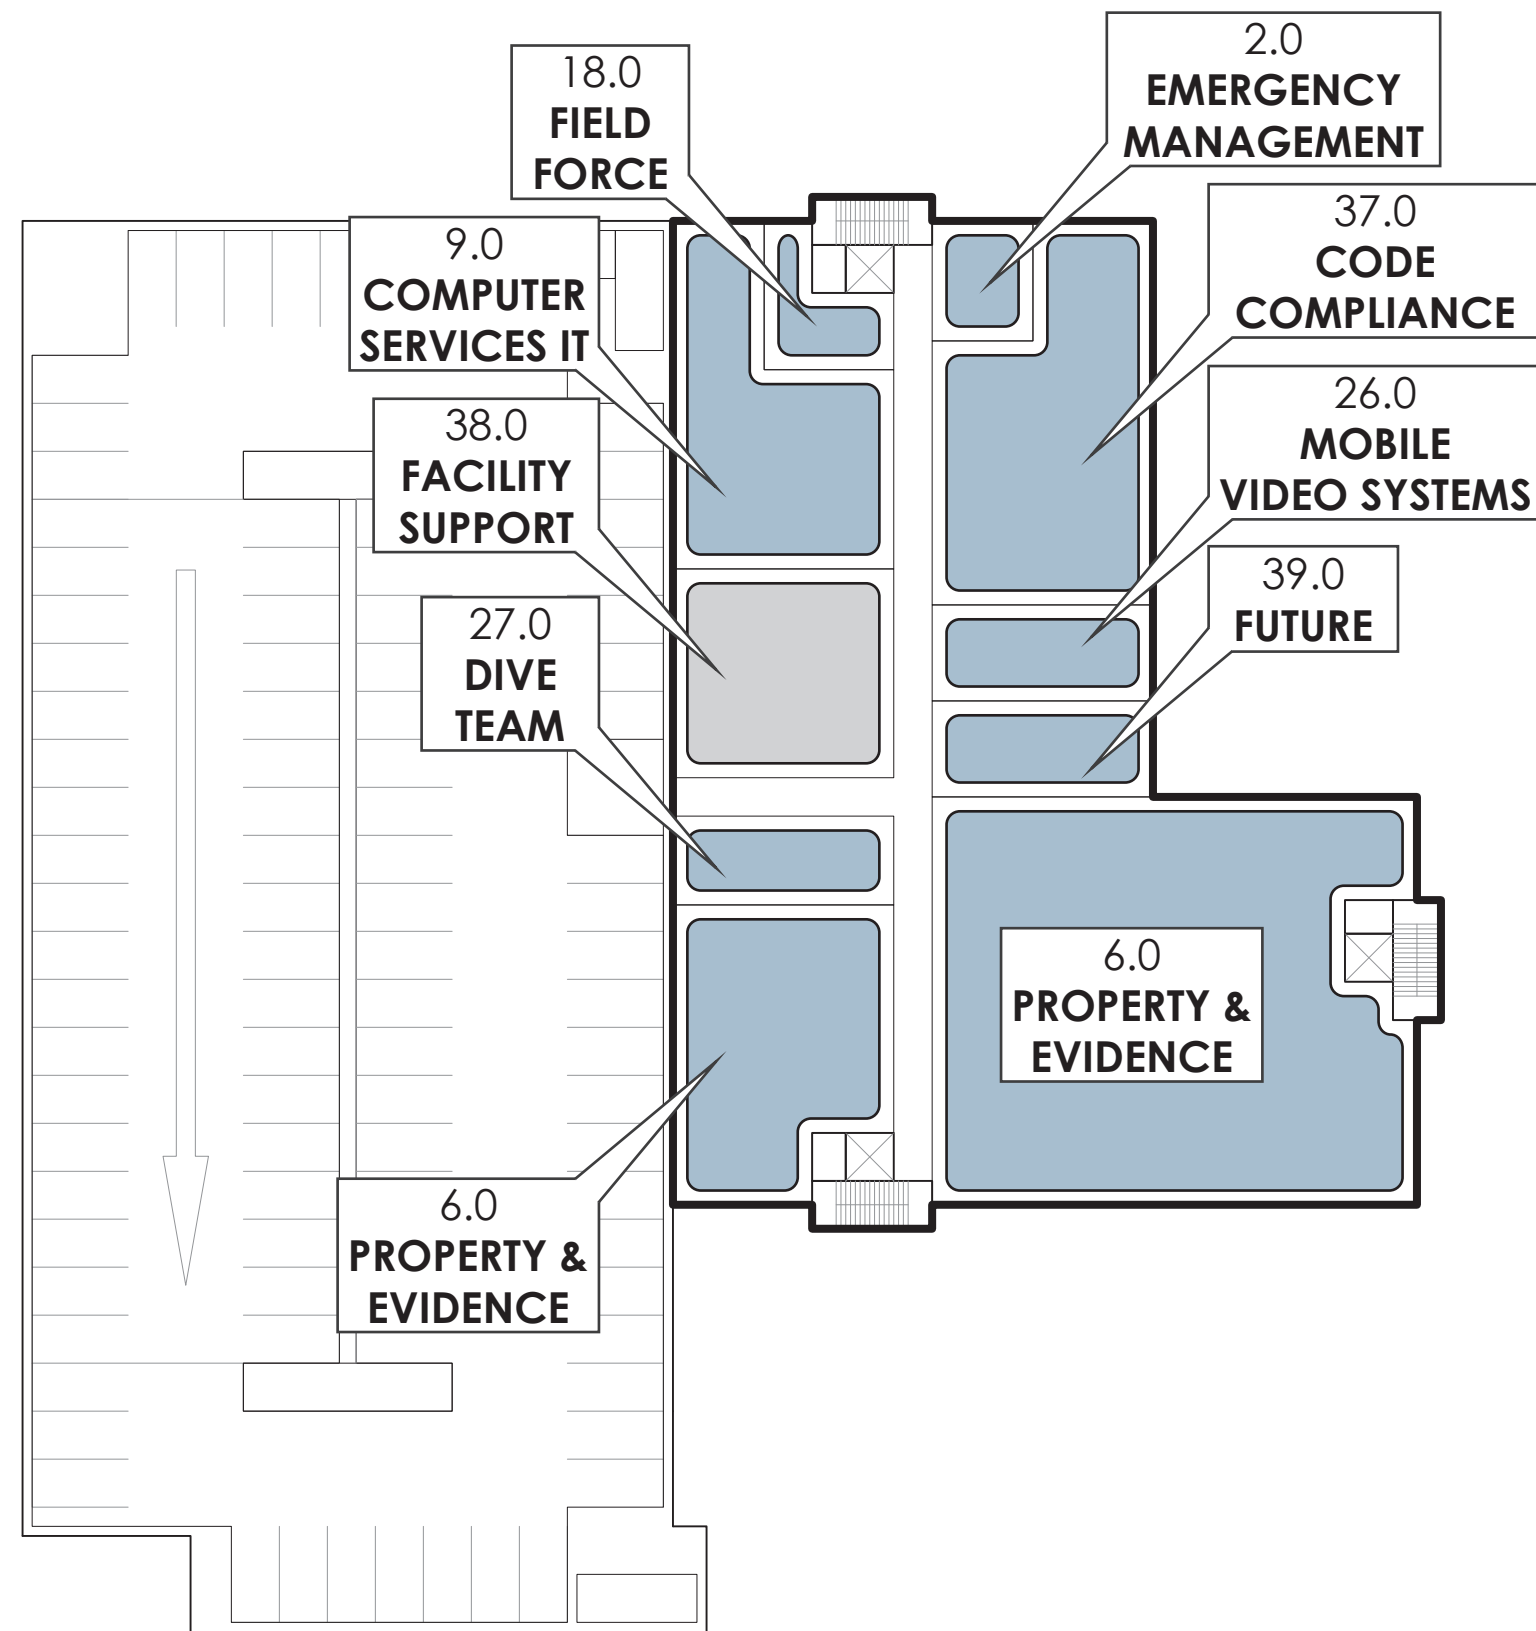 2.0
EMERGENCY
MANAGEMENT
18.0
FIELD
FORCE
37.0
CODE
COMPLIANCE
9.0
COMPUTER
SERVICES IT
26.0
MOBILE
VIDEO SYSTEMS
38.0
FACILITY
SUPPORT
39.0
FUTURE
27.0
DIVE
TEAM
6.0
PROPERTY &
EVIDENCE
6.0
PROPERTY &
EVIDENCE